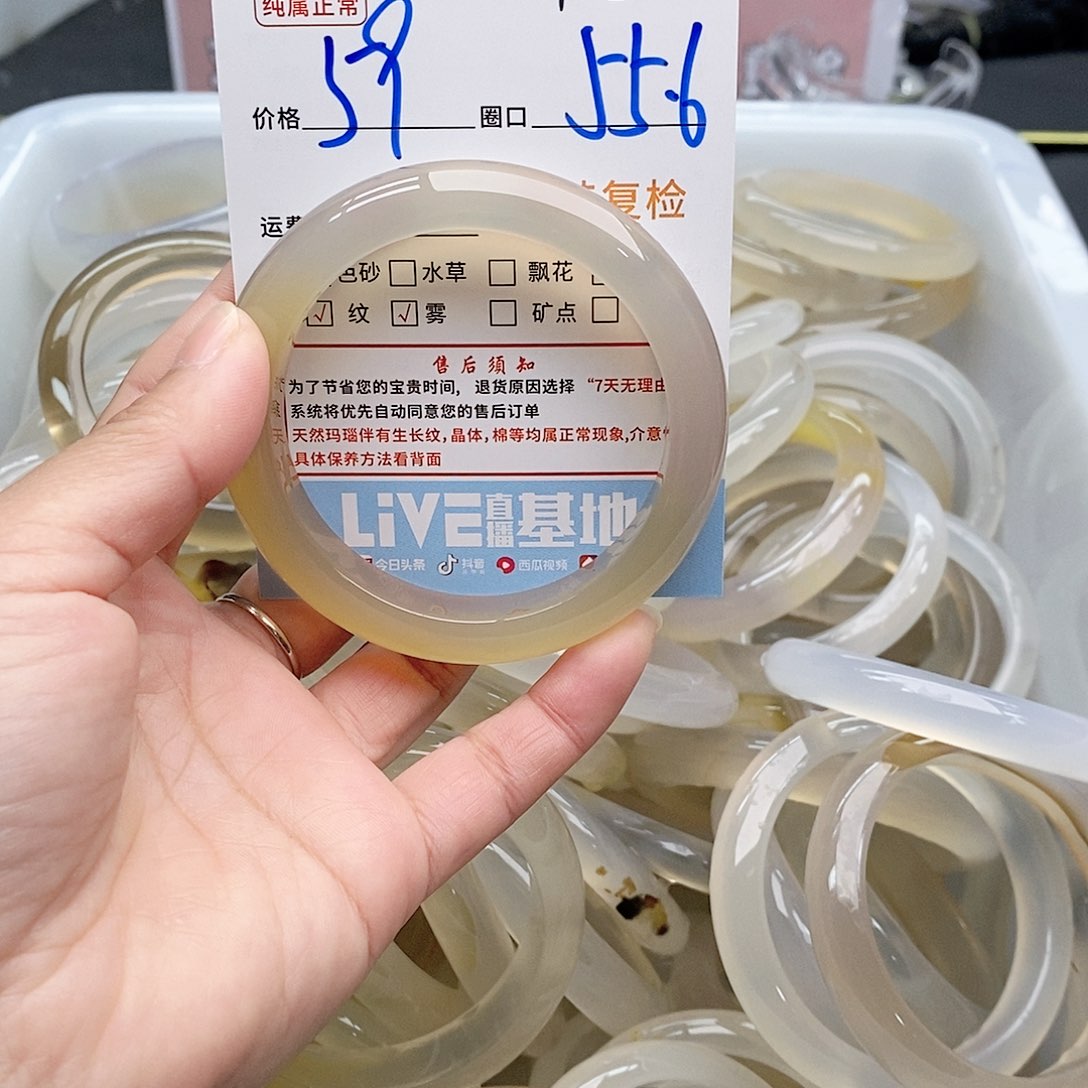 纯属正常
价格 59 圈口 55.6
复检
运费
色砂 水草 飘花
√ 纹 √ 雾 矿点
售后须知
为了节省您的宝贵时间, 退货原因选择 “7天无理由
系统将优先自动同意您的售后订单
天然玛瑙伴有生长纹,晶体,棉等均属正常现象,介意
具体保养方法看背面
LiVE直播基地
今日头条 抖音 西瓜视频